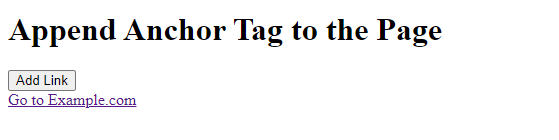 Append Anchor Tag to the Page
Add Link
Go to Example.com